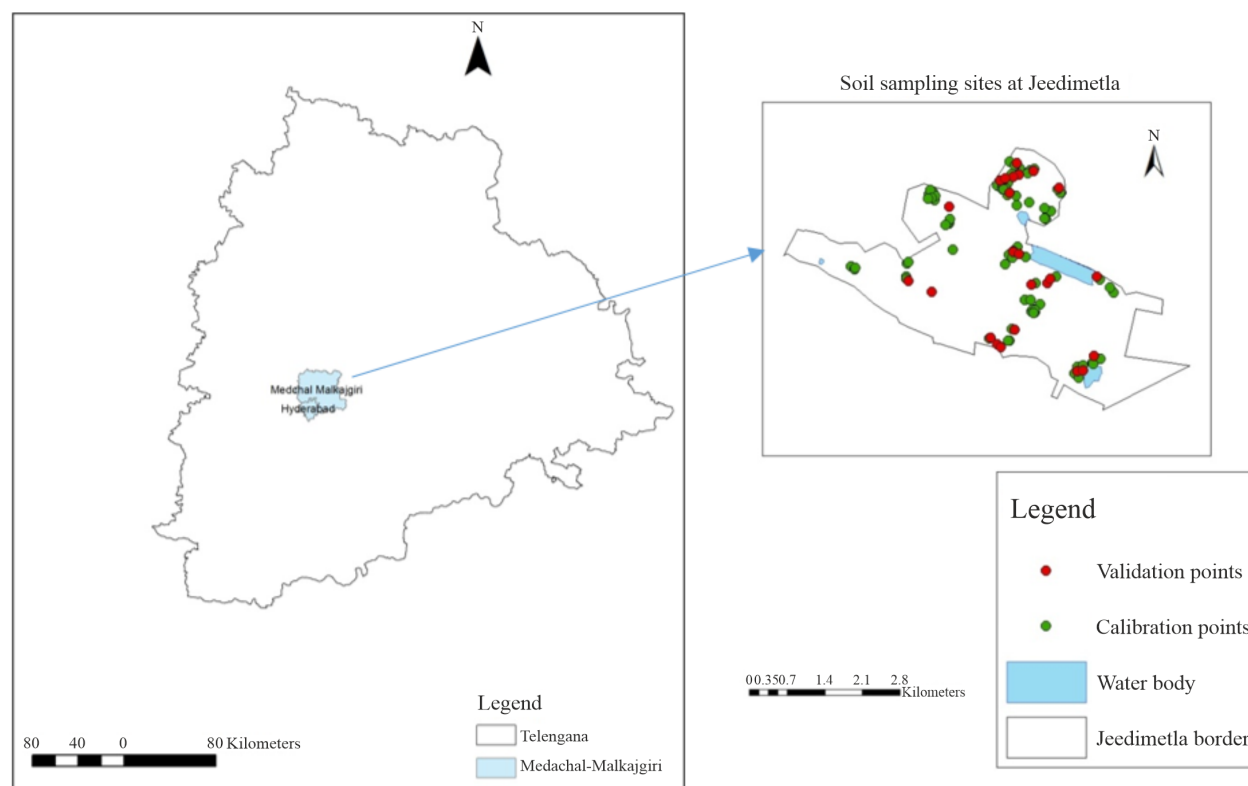 N
Medchal Malkajgiri
Hyderabad
Legend
Telengana
Medachal-Malkajgiri
80 40 0 80 Kilometers
Soil sampling sites at Jeedimetla
N
0 0.35 0.7 1.4 2.1 2.8
Kilometers
Legend
Validation points
Calibration points
Water body
Jeedimetla border